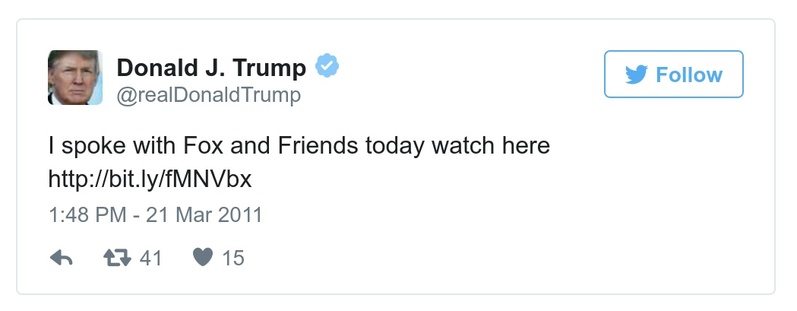 Donald J. Trump
@realDonaldTrump
Follow
I spoke with Fox and Friends today watch here
http://bit.ly/fMNVbx
1:48 PM - 21 Mar 2011
41 15